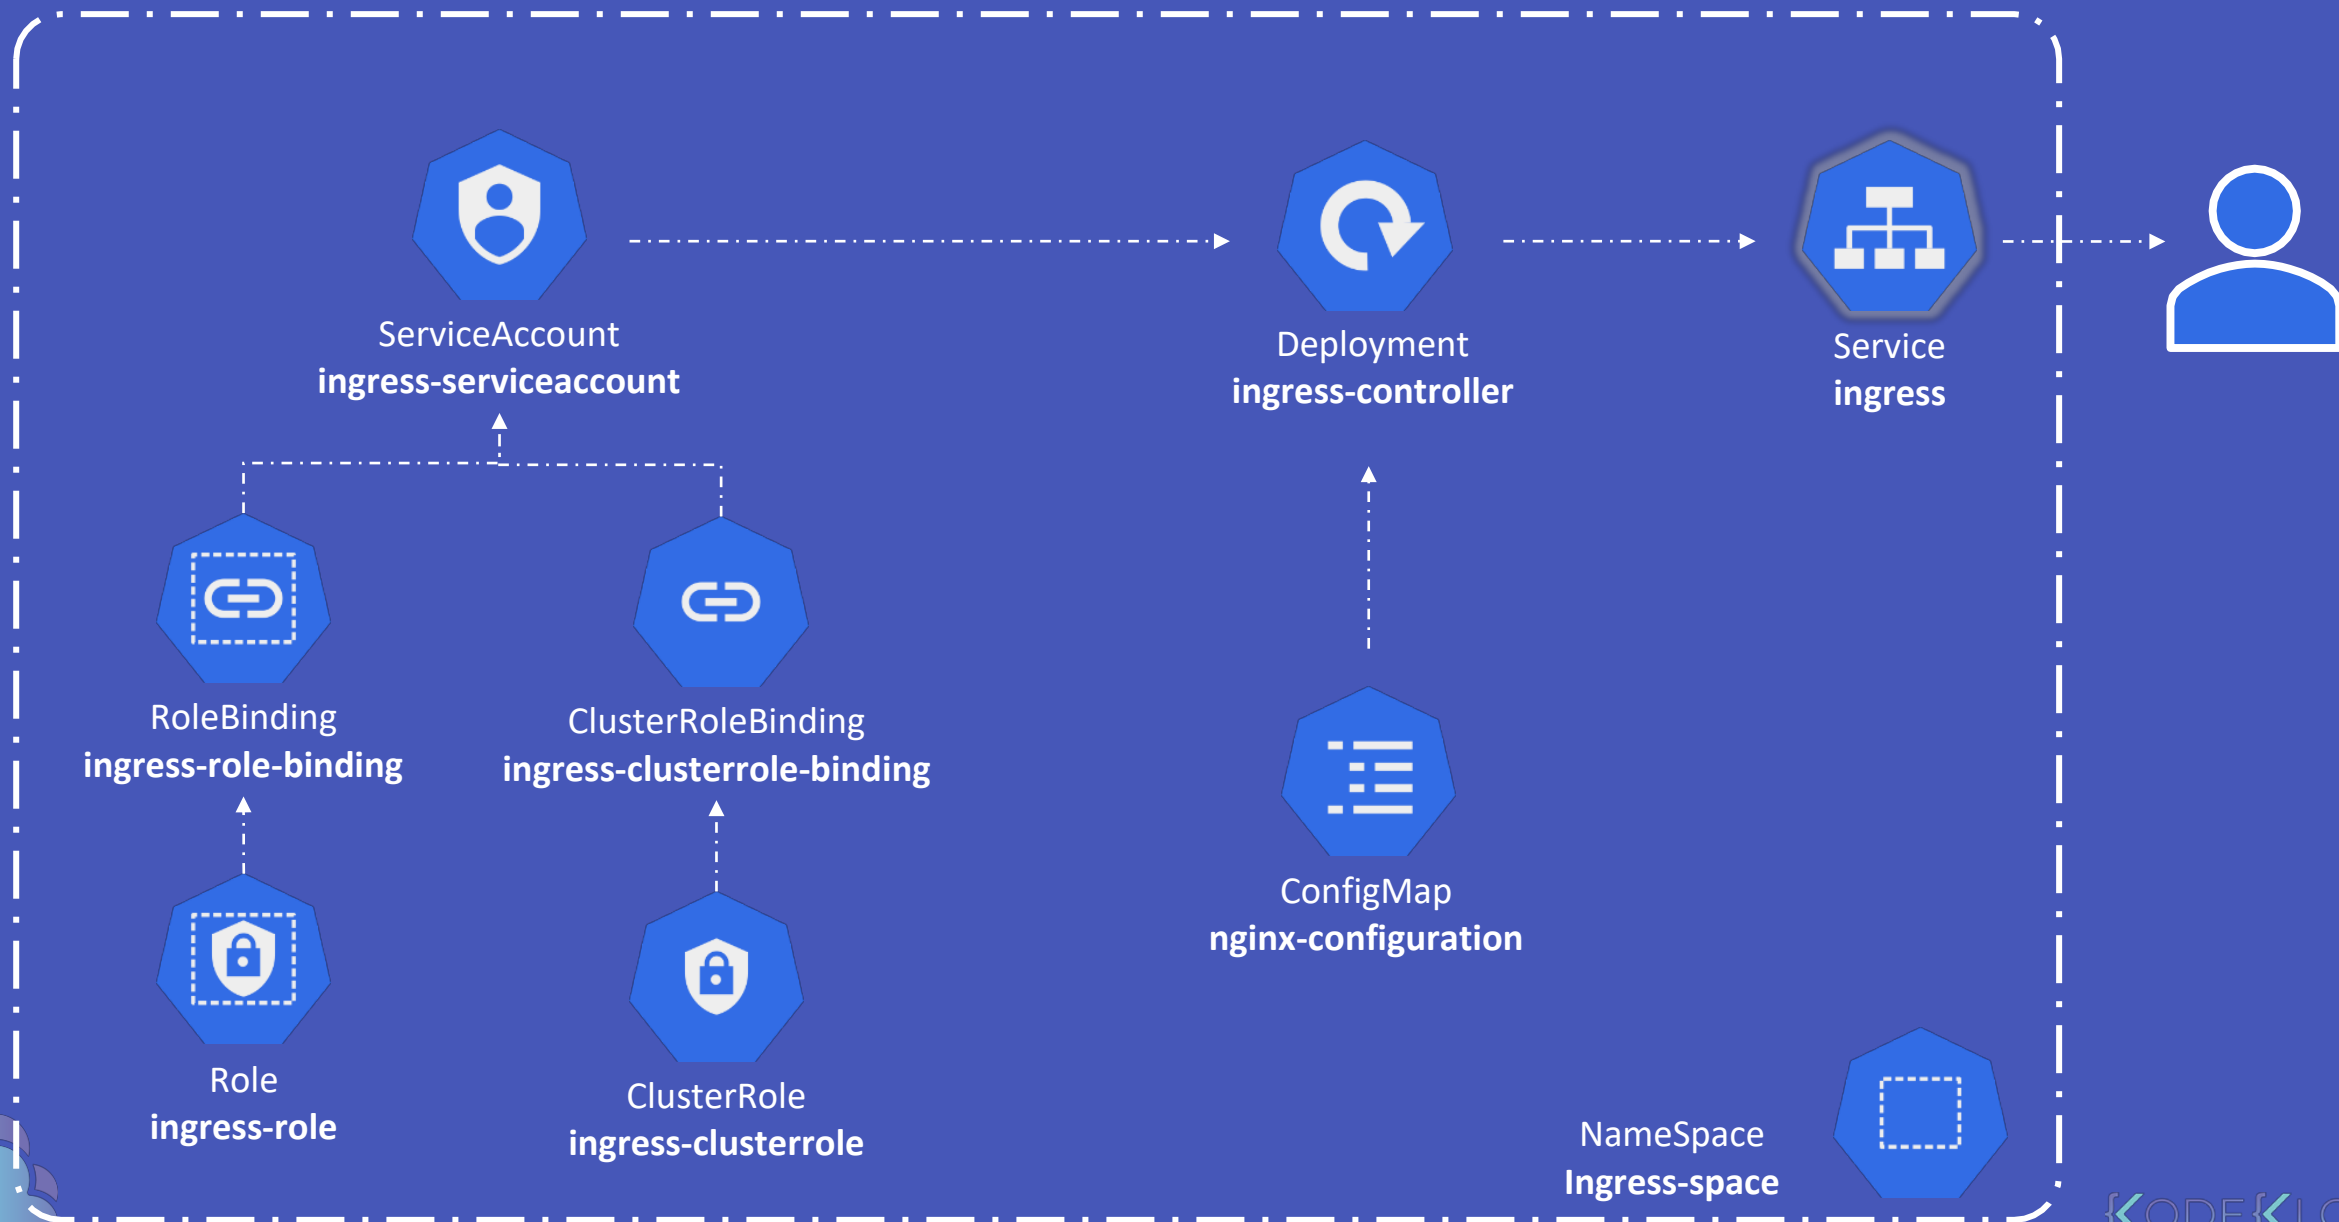 ServiceAccount
ingress-serviceaccount
Deployment
ingress-controller
Service
ingress
RoleBinding
ingress-role-binding
ClusterRoleBinding
ingress-clusterrole-binding
ConfigMap
nginx-configuration
Role
ingress-role
ClusterRole
ingress-clusterrole
NameSpace
Ingress-space